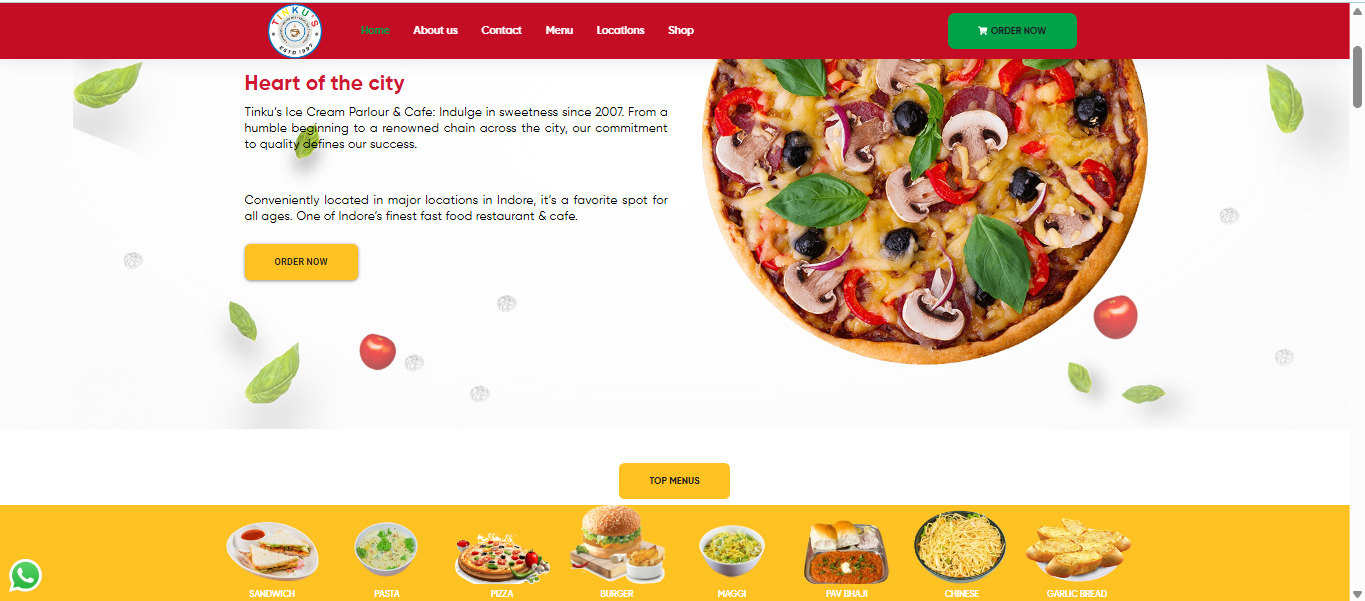 TINKU'S
ESTD 1997
Home
About us
Contact
Menu
Locations
Shop
ORDER NOW
Heart of the city
Tinku's Ice Cream Parlour & Cafe: Indulge in sweetness since 2007. From a
humble beginning to a renowned chain across the city, our commitment
to quality defines our success.
Conveniently located in major locations in Indore, it's a favorite spot for
all ages. One of Indore's finest fast food restaurant & cafe.
ORDER NOW
TOP MENUS
SANDWICH
PASTA
PIZZA
BURGER
MAGGI
PAV BHAJI
CHINESE
GARLIC BREAD